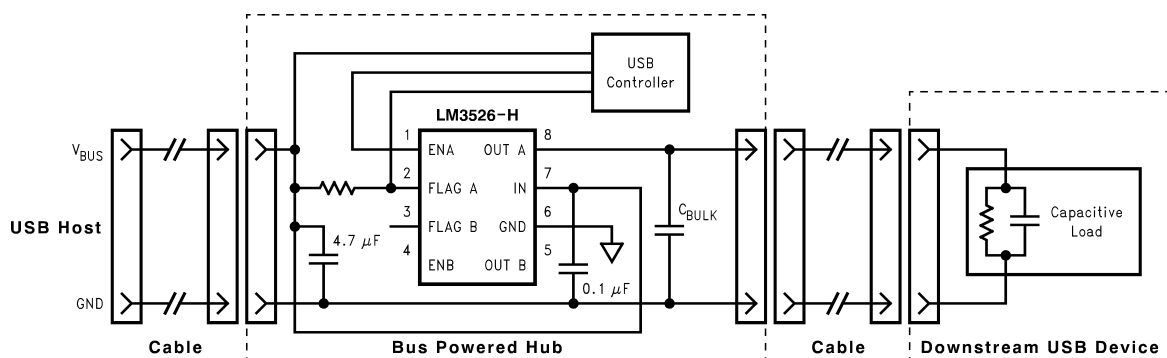 USB
Controller
LM3526-H
1
8
ENA
OUT A
2
7
FLAG A
IN
3
6
FLAG B
GND
4
5
ENB
OUT B
VBUS
USB Host
GND
4.7 μF
0.1 μF
CBULK
Capacitive
Load
Cable
Bus Powered Hub
Cable
Downstream USB Device